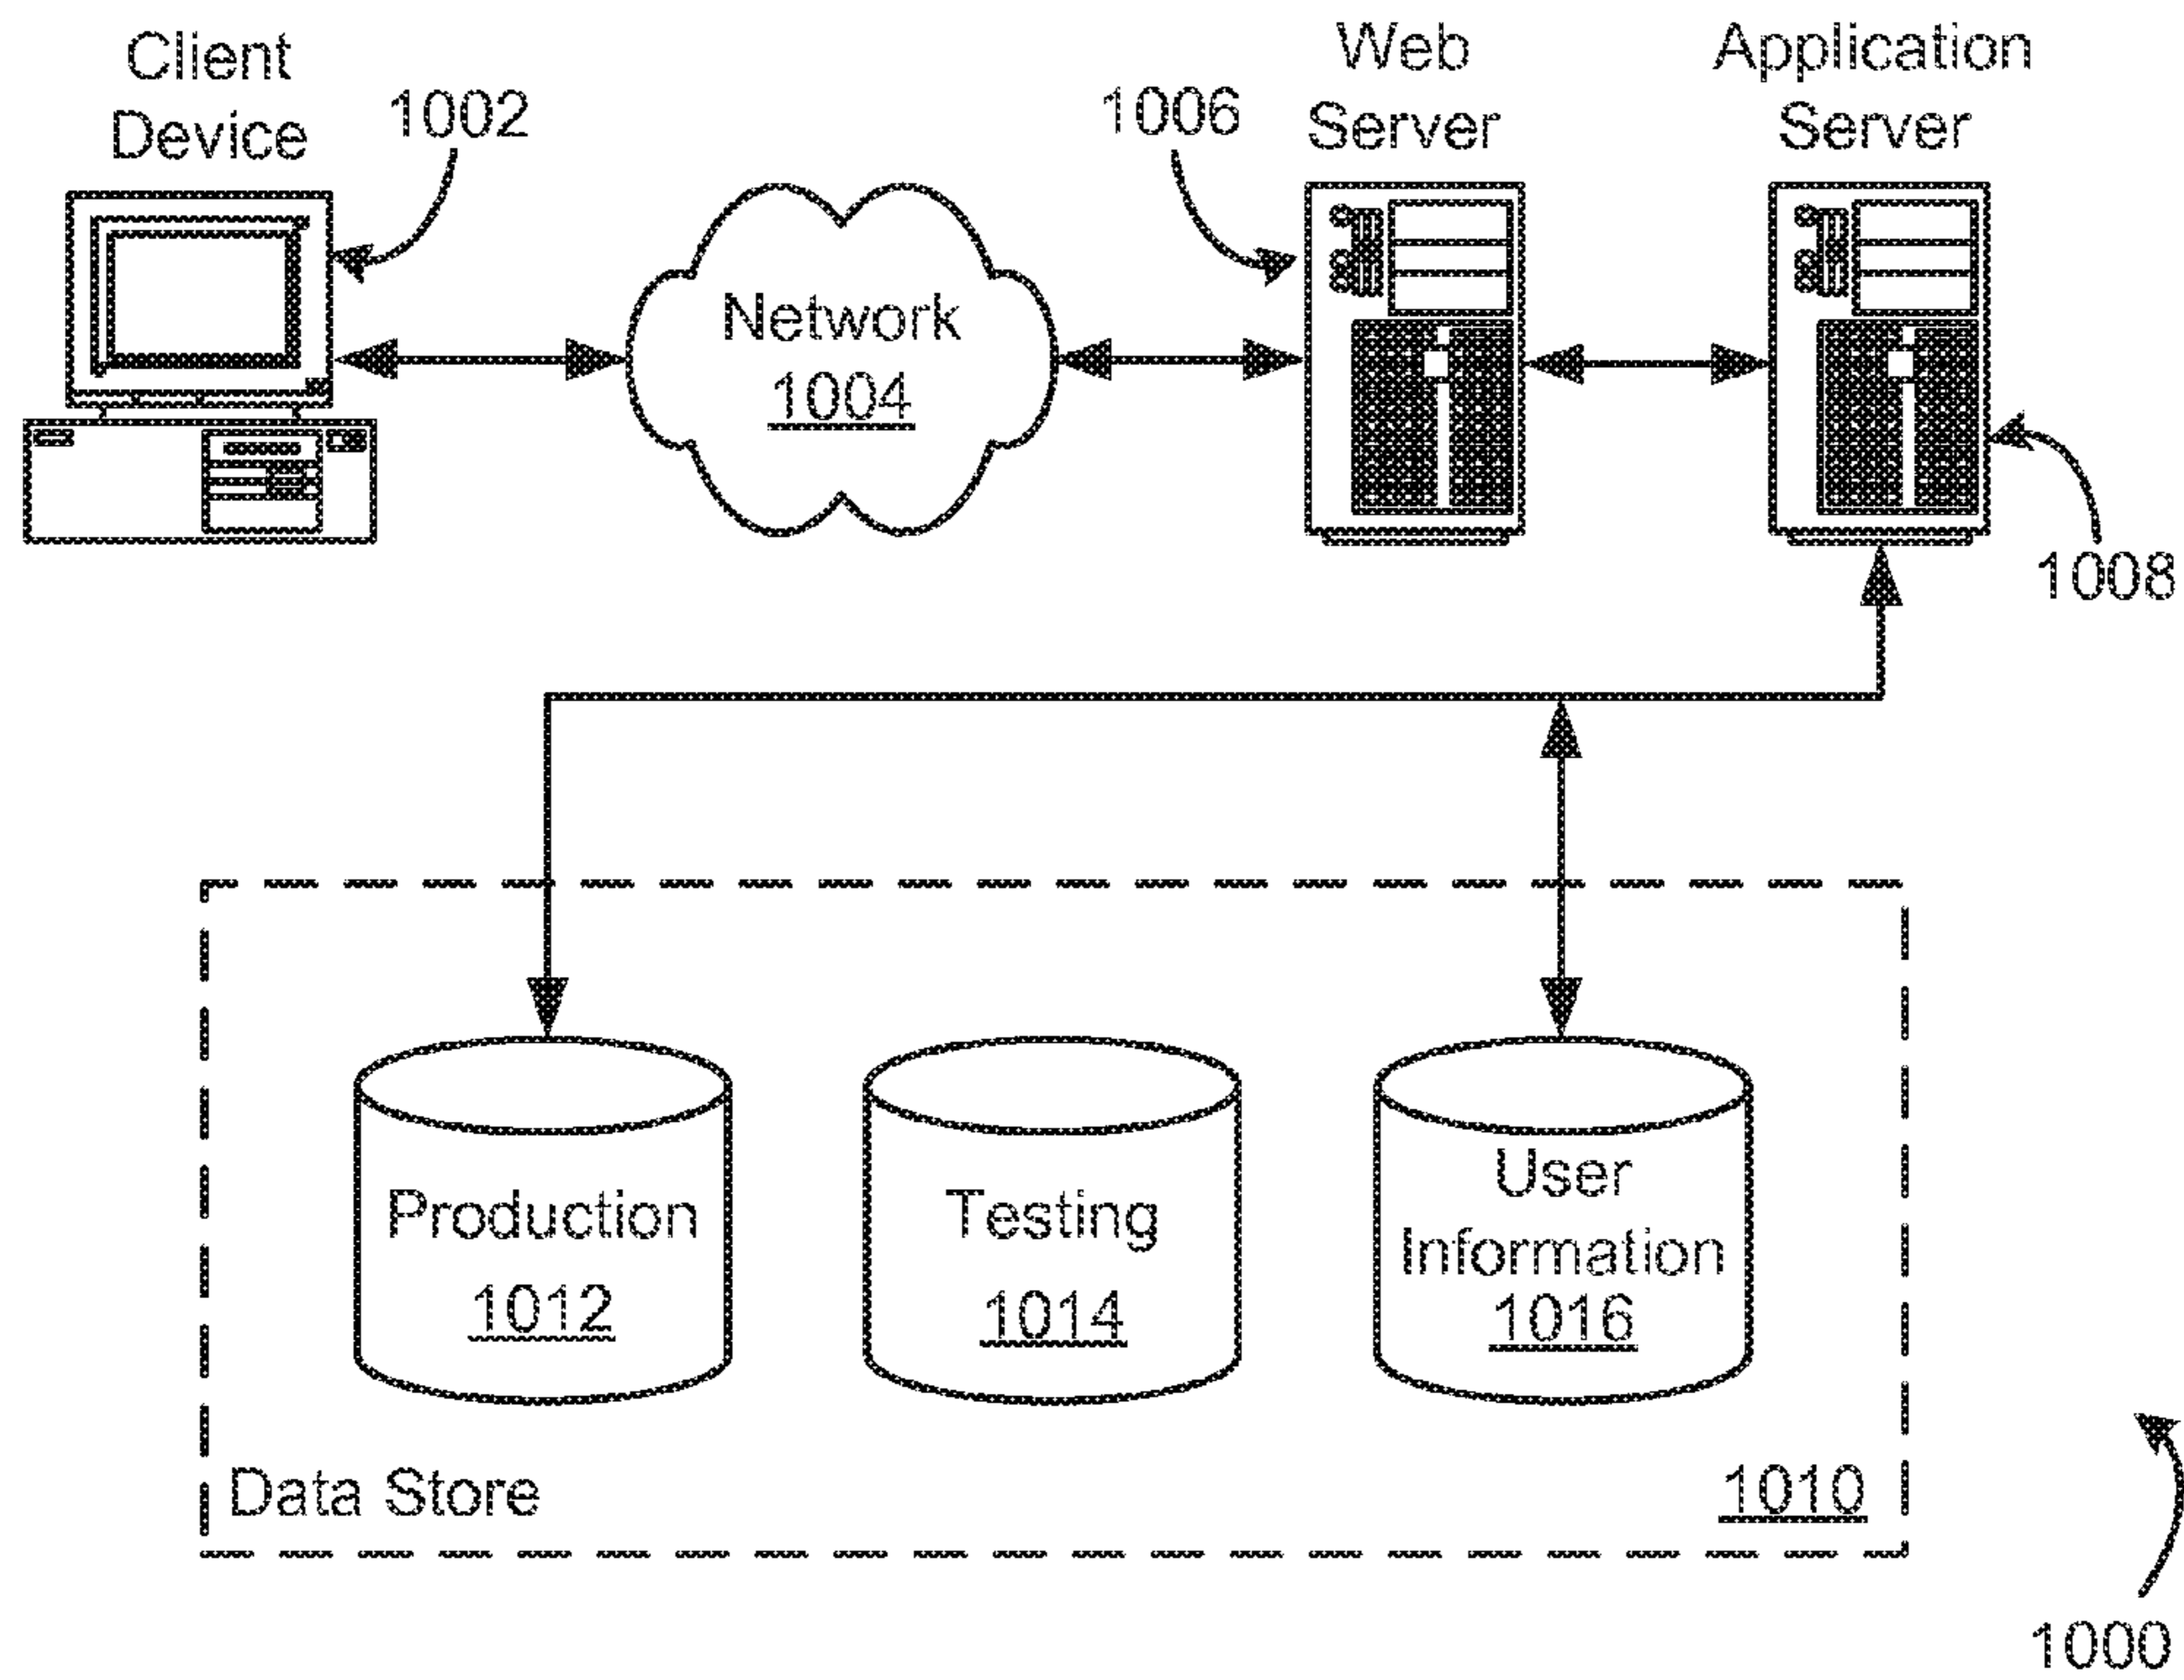 Client
Device
1002
1006
Web
Server
Application
Server
Network
1004
1008
Production
1012
Testing
1014
User
Information
1016
Data Store
1010
1000